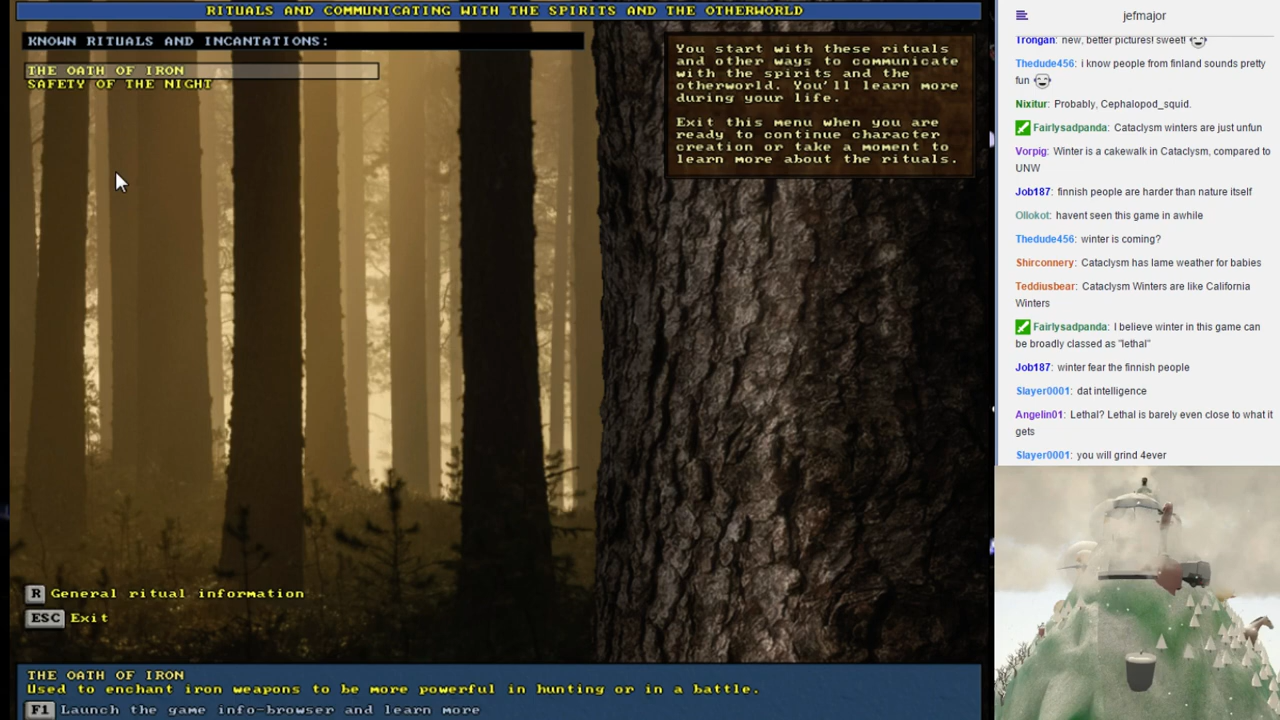 RITUALS AND COMMUNICATING WITH THE SPIRITS AND THE OTHERWORLD
KNOWN RITUALS AND INCANTATIONS:
THE OATH OF IRON
SAFETY OF THE NIGHT
You start with these rituals
and other ways to communicate
with the spirits and the
otherworld. You'll learn more
during your life.
Exit this menu when you are
ready to continue character
creation or take a moment to
learn more about the rituals.
R General ritual information
ESC Exit
THE OATH OF IRON
Used to enchant iron weapons to be more powerful in hunting or in a battle.
F1 Launch the game info-browser and learn more
jefmajor
Trongan: new, better pictures! sweet!
Thedude456: i know people from finland sounds pretty
fun
Nixitur: Probably, Cephalopod_squid.
Fairlysadpanda: Cataclysm winters are just unfun
Vorpig: Winter is a cakewalk in Cataclysm, compared to
UNW
Job187: finnish people are harder than nature itself
Ollokot: havent seen this game in awhile
Thedude456: winter is coming?
Shirconnery: Cataclysm has lame weather for babies
Teddiusbear: Cataclysm Winters are like California
Winters
Fairlysadpanda: I believe winter in this game can
be broadly classed as "lethal"
Job187: winter fear the finnish people
Slayer0001: dat intelligence
Angelin01: Lethal? Lethal is barely even close to what it
gets
Slayer0001: you will grind 4ever